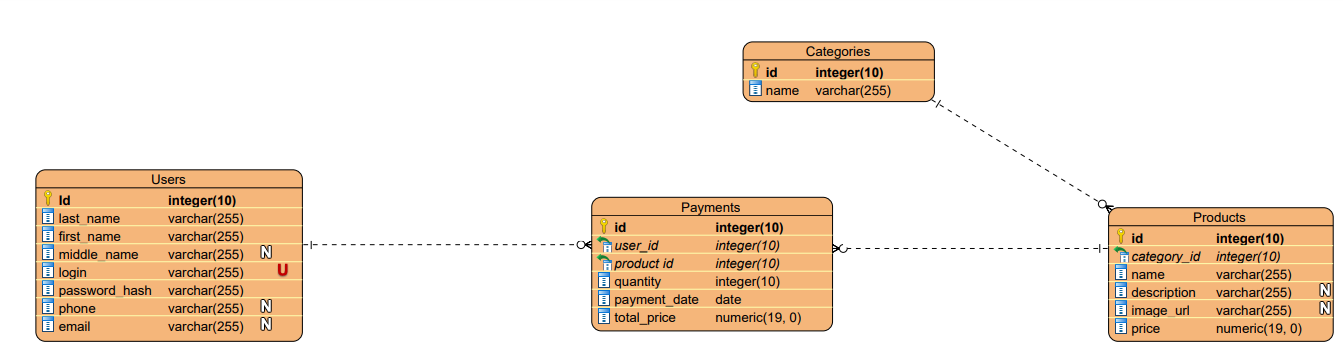 Categories
id integer(10)
name varchar(255)
Users
Id integer(10)
last_name varchar(255)
first_name varchar(255)
middle_name varchar(255) N
login varchar(255) U
password_hash varchar(255)
phone varchar(255) N
email varchar(255) N
Payments
id integer(10)
user_id integer(10)
product id integer(10)
quantity integer(10)
payment_date date
total_price numeric(19, 0)
Products
id integer(10)
category_id integer(10)
name varchar(255)
description varchar(255) N
image_url varchar(255) N
price numeric(19, 0)